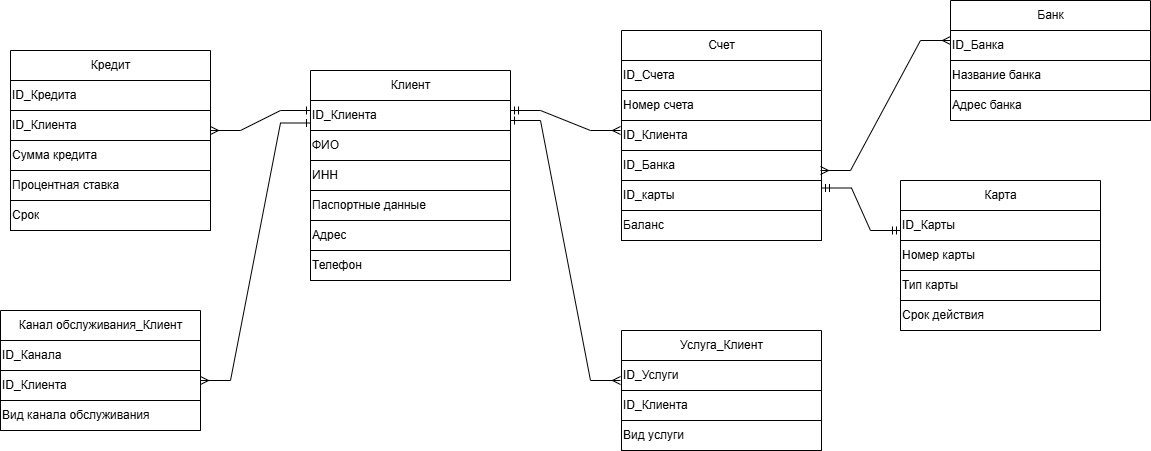 Кредит
ID_Кредита
ID_Клиента
Сумма кредита
Процентная ставка
Срок
Клиент
ID_Клиента
ФИО
ИНН
Паспортные данные
Адрес
Телефон
Счет
ID_Счета
Номер счета
ID_Клиента
ID_Банка
ID_карты
Баланс
Банк
ID_Банка
Название банка
Адрес банка
Карта
ID_Карты
Номер карты
Тип карты
Срок действия
Канал обслуживания_Клиент
ID_Канала
ID_Клиента
Вид канала обслуживания
Услуга_Клиент
ID_Услуги
ID_Клиента
Вид услуги